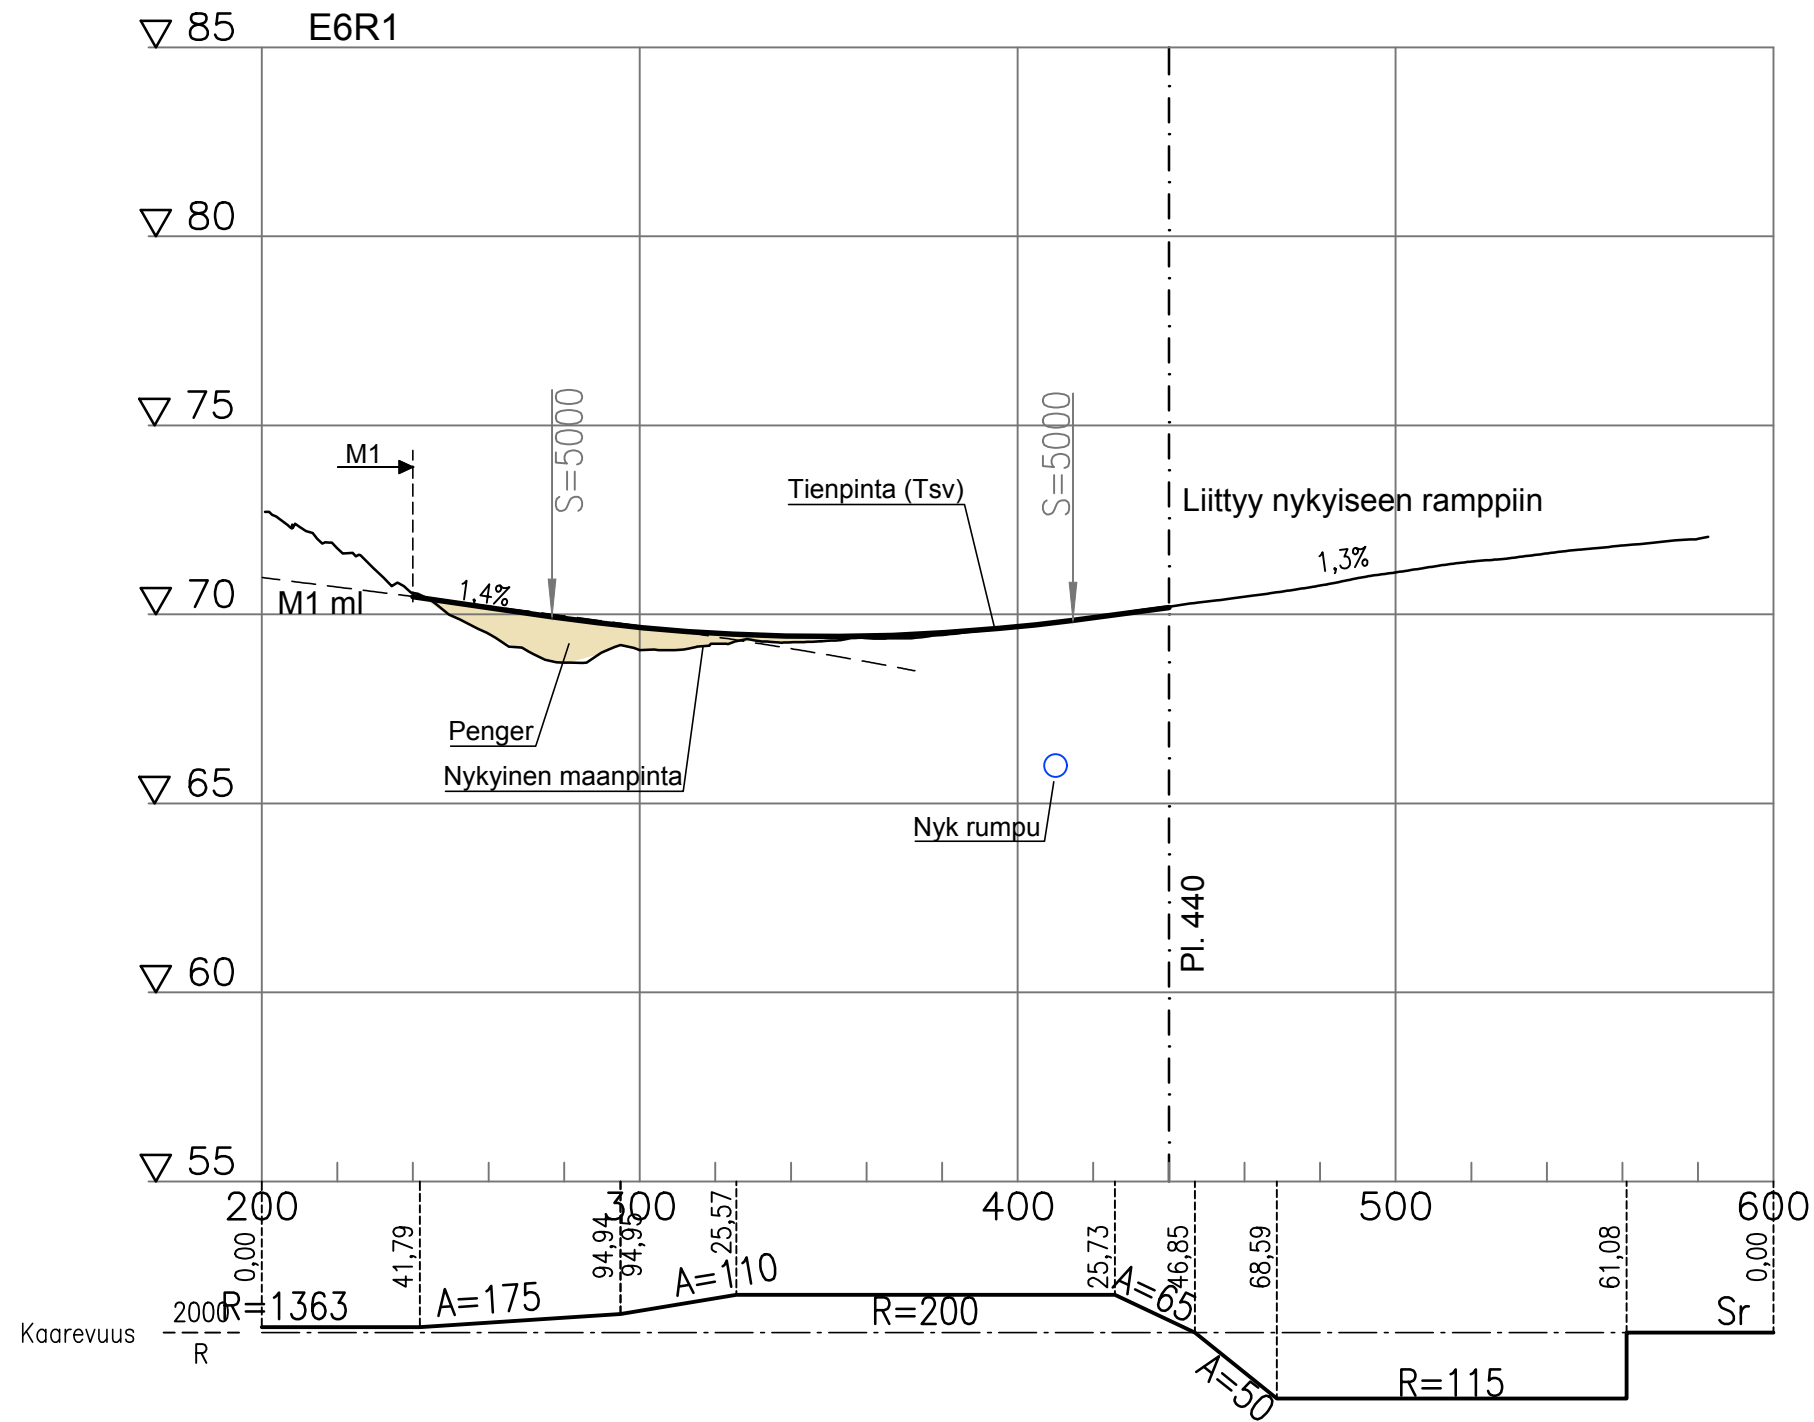 85
E6R1
80
75
S=5000
S=5000
M1
Tienpinta (Tsv)
Liittyy nykyiseen ramppiin
1,3%
70
1,4%
M1 ml
Penger
65
Nykyinen maanpinta
Nyk rumpu
Pl. 440
60
55
200
300
400
500
600
0,00
41,79
94,94
94,95
25,57
25,73
46,85
68,59
61,08
0,00
Kaarevuus
2000
R
R=1363
A=175
A=110
R=200
A=65
A=50
R=115
Sr